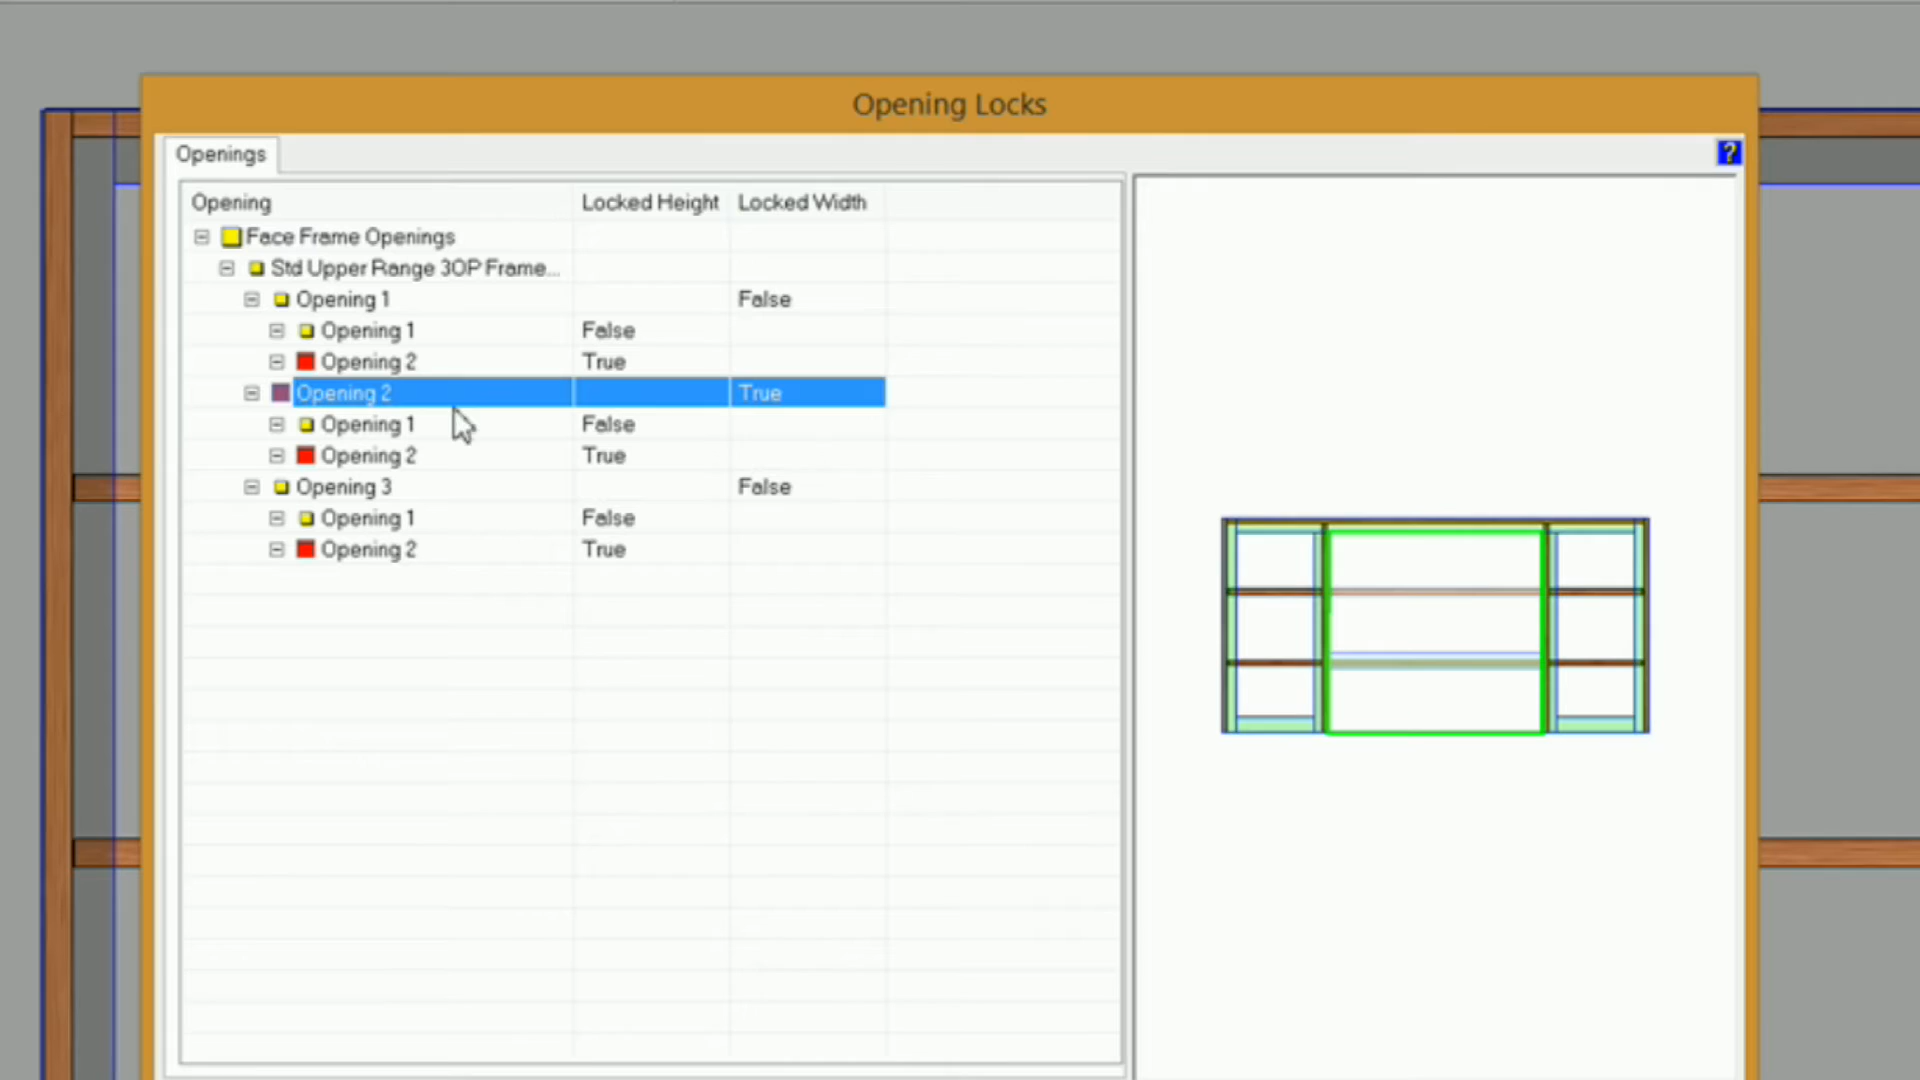 Opening Locks
Openings
?
Opening Locked Height Locked Width
Face Frame Openings
Std Upper Range 3OP Frame...
Opening 1 False
Opening 1 False
Opening 2 True
Opening 2 True
Opening 1 False
Opening 2 True
Opening 3 False
Opening 1 False
Opening 2 True